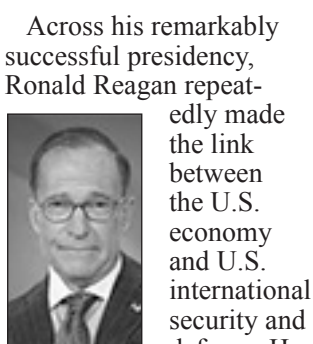 Across his remarkably
successful presidency,
Ronald Reagan repeat-
edly made
the link
between
the U.S.
economy
and U.S.
international
security and